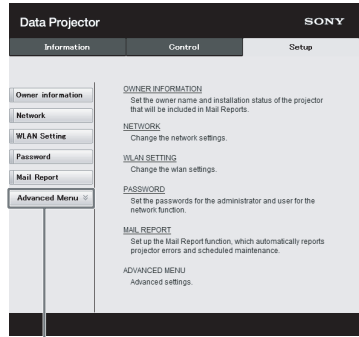 Data Projector
SONY
Information
Control
Setup
Owner information
Network
WLAN Setting
Password
Mail Report
Advanced Menu
OWNER INFORMATION
Set the owner name and installation status of the projector
that will be included in Mail Reports.
NETWORK
Change the network settings.
WLAN SETTING
Change the wlan settings.
PASSWORD
Set the passwords for the administrator and user for the
network function.
MAIL REPORT
Set up the Mail Report function, which automatically reports
projector errors and scheduled maintenance.
ADVANCED MENU
Advanced settings.